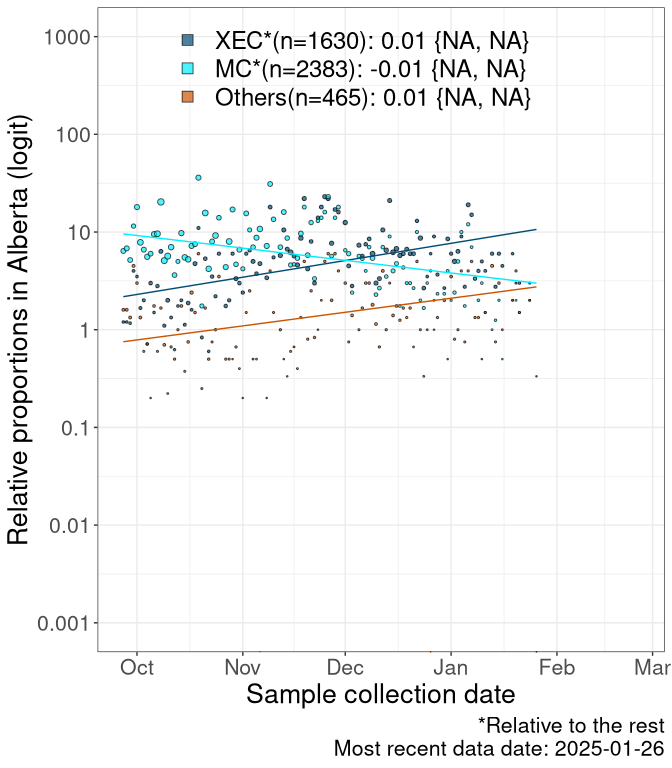 XEC*(n=1630): 0.01 {NA, NA}
MC*(n=2383): -0.01 {NA, NA}
Others(n=465): 0.01 {NA, NA}
Relative proportions in Alberta (logit)
1000
100
10
1
0.1
0.01
0.001
Oct Nov Dec Jan Feb Mar
Sample collection date
*Relative to the rest
Most recent data date: 2025-01-26